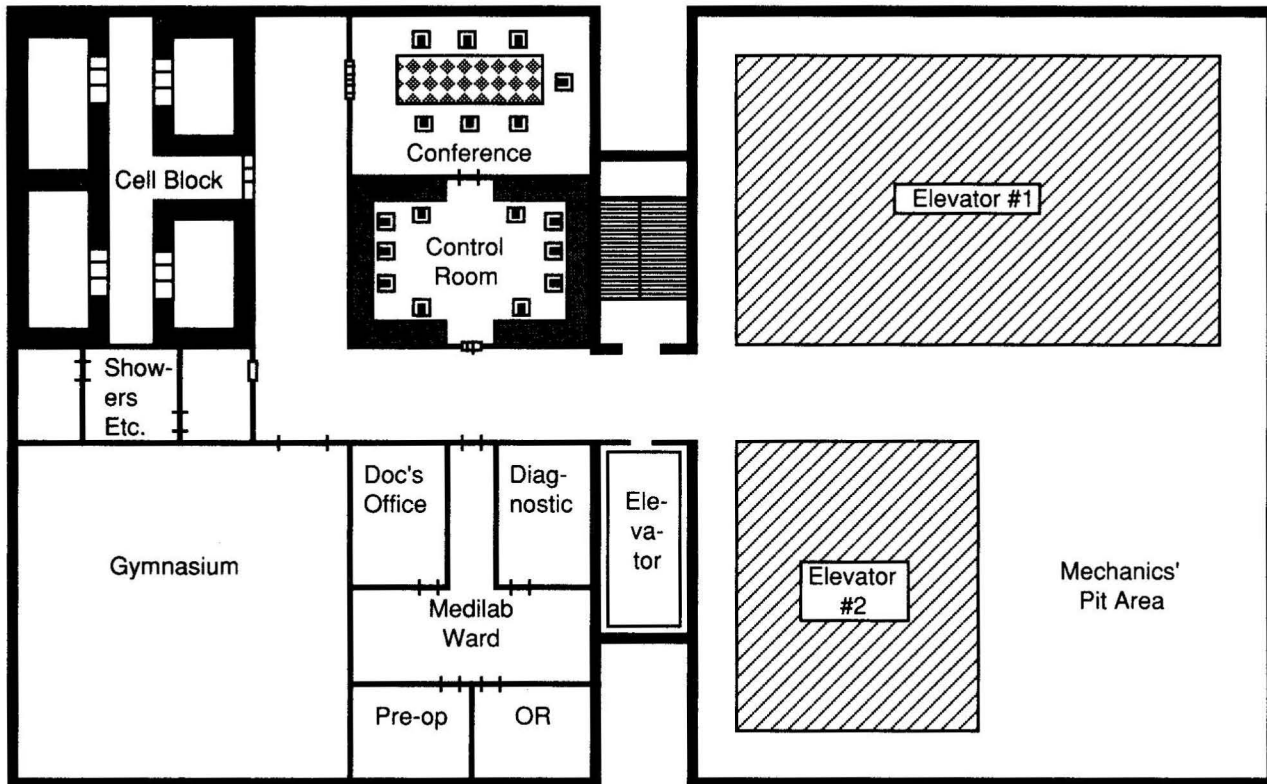 Conference
Elevator #1
Cell Block
Control
Room
Show-
ers
Etc.
Doc's
Office
Diag-
nostic
Ele-
va-
tor
Gymnasium
Elevator
#2
Mechanics'
Pit Area
Medilab
Ward
Pre-op
OR